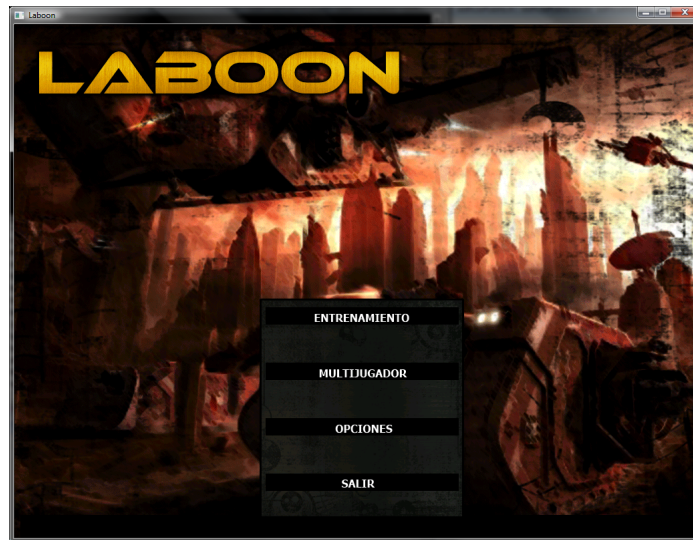 Laboon
LABOON
ENTRENAMIENTO
MULTIJUGADOR
OPCIONES
SALIR